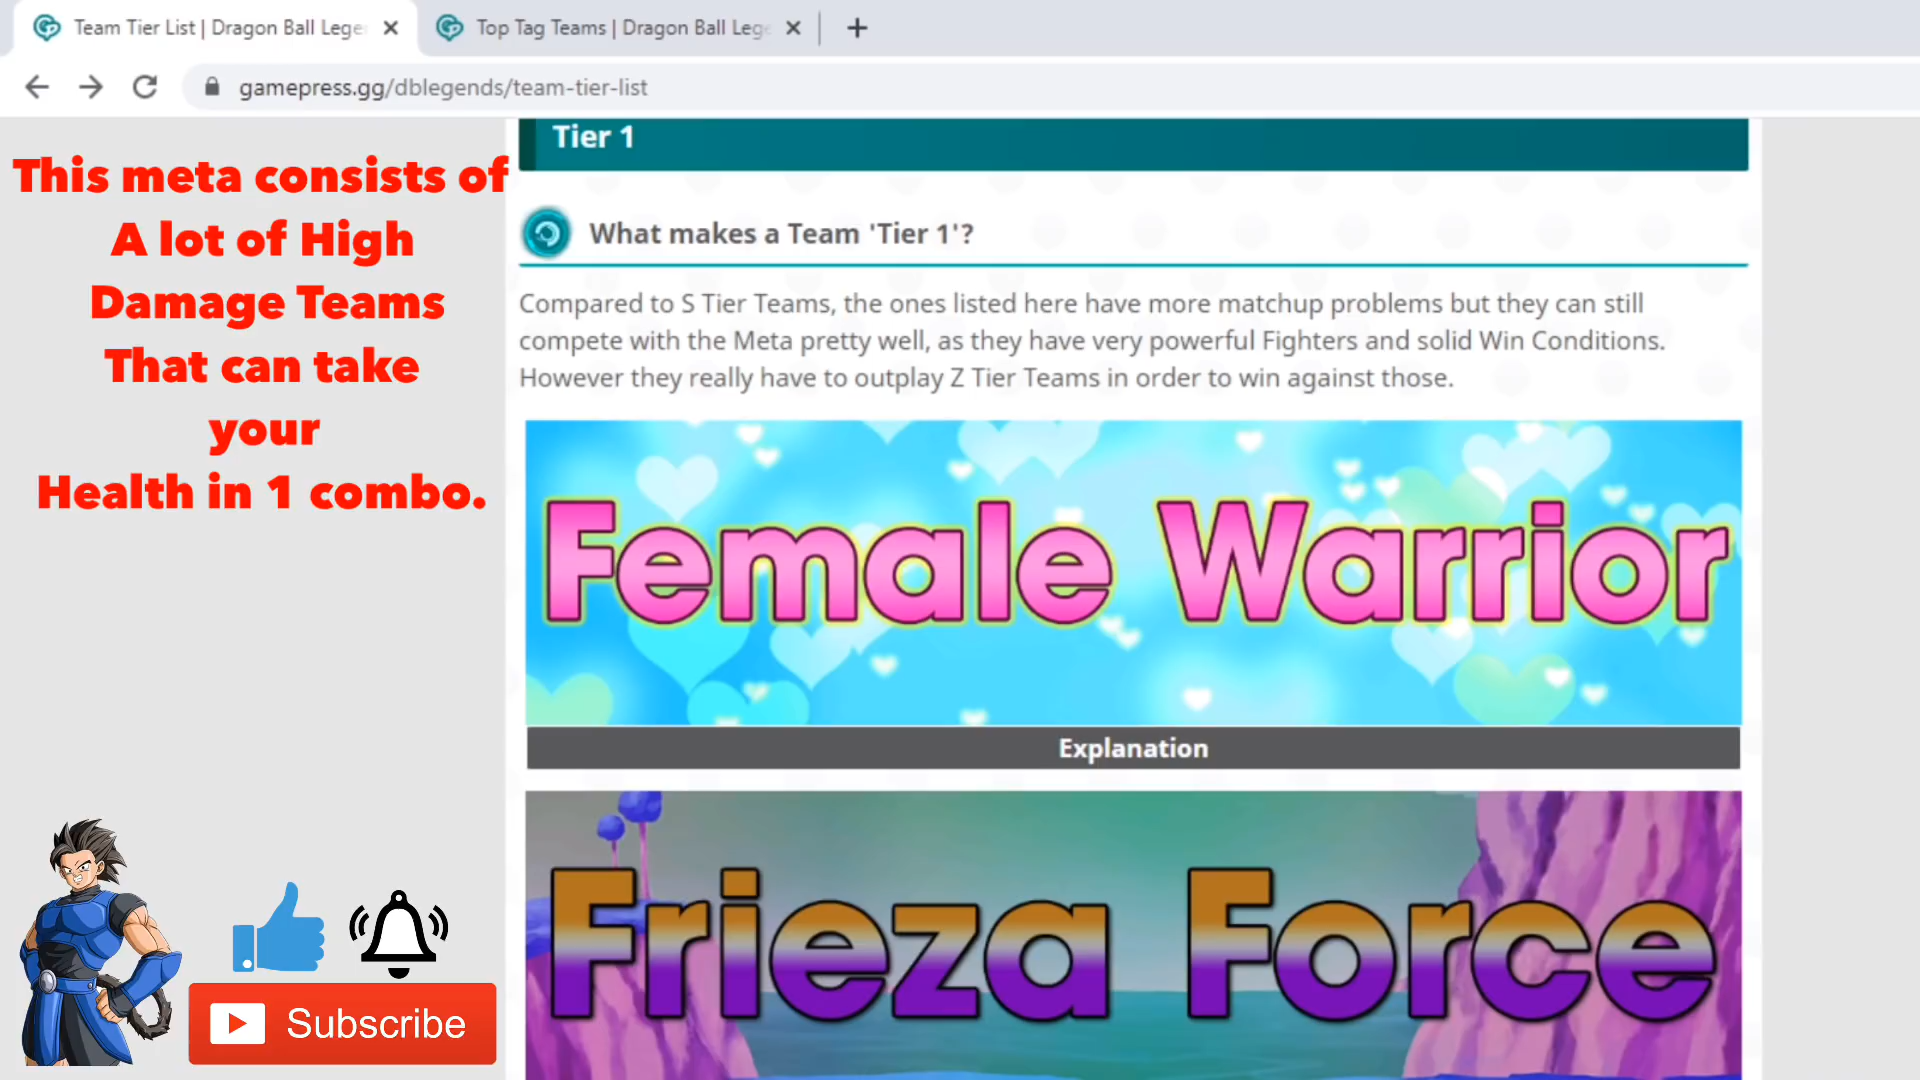 Team Tier List | Dragon Ball Lege
Top Tag Teams | Dragon Ball Lege
gamepress.gg/dblegends/team-tier-list
This meta consists of
A lot of High
Damage Teams
That can take
your
Health in 1 combo.
Subscribe
Tier 1
What makes a Team 'Tier 1'?
Compared to S Tier Teams, the ones listed here have more matchup problems but they can still
compete with the Meta pretty well, as they have very powerful Fighters and solid Win Conditions.
However they really have to outplay Z Tier Teams in order to win against those.
Female Warrior
Explanation
Frieza Force